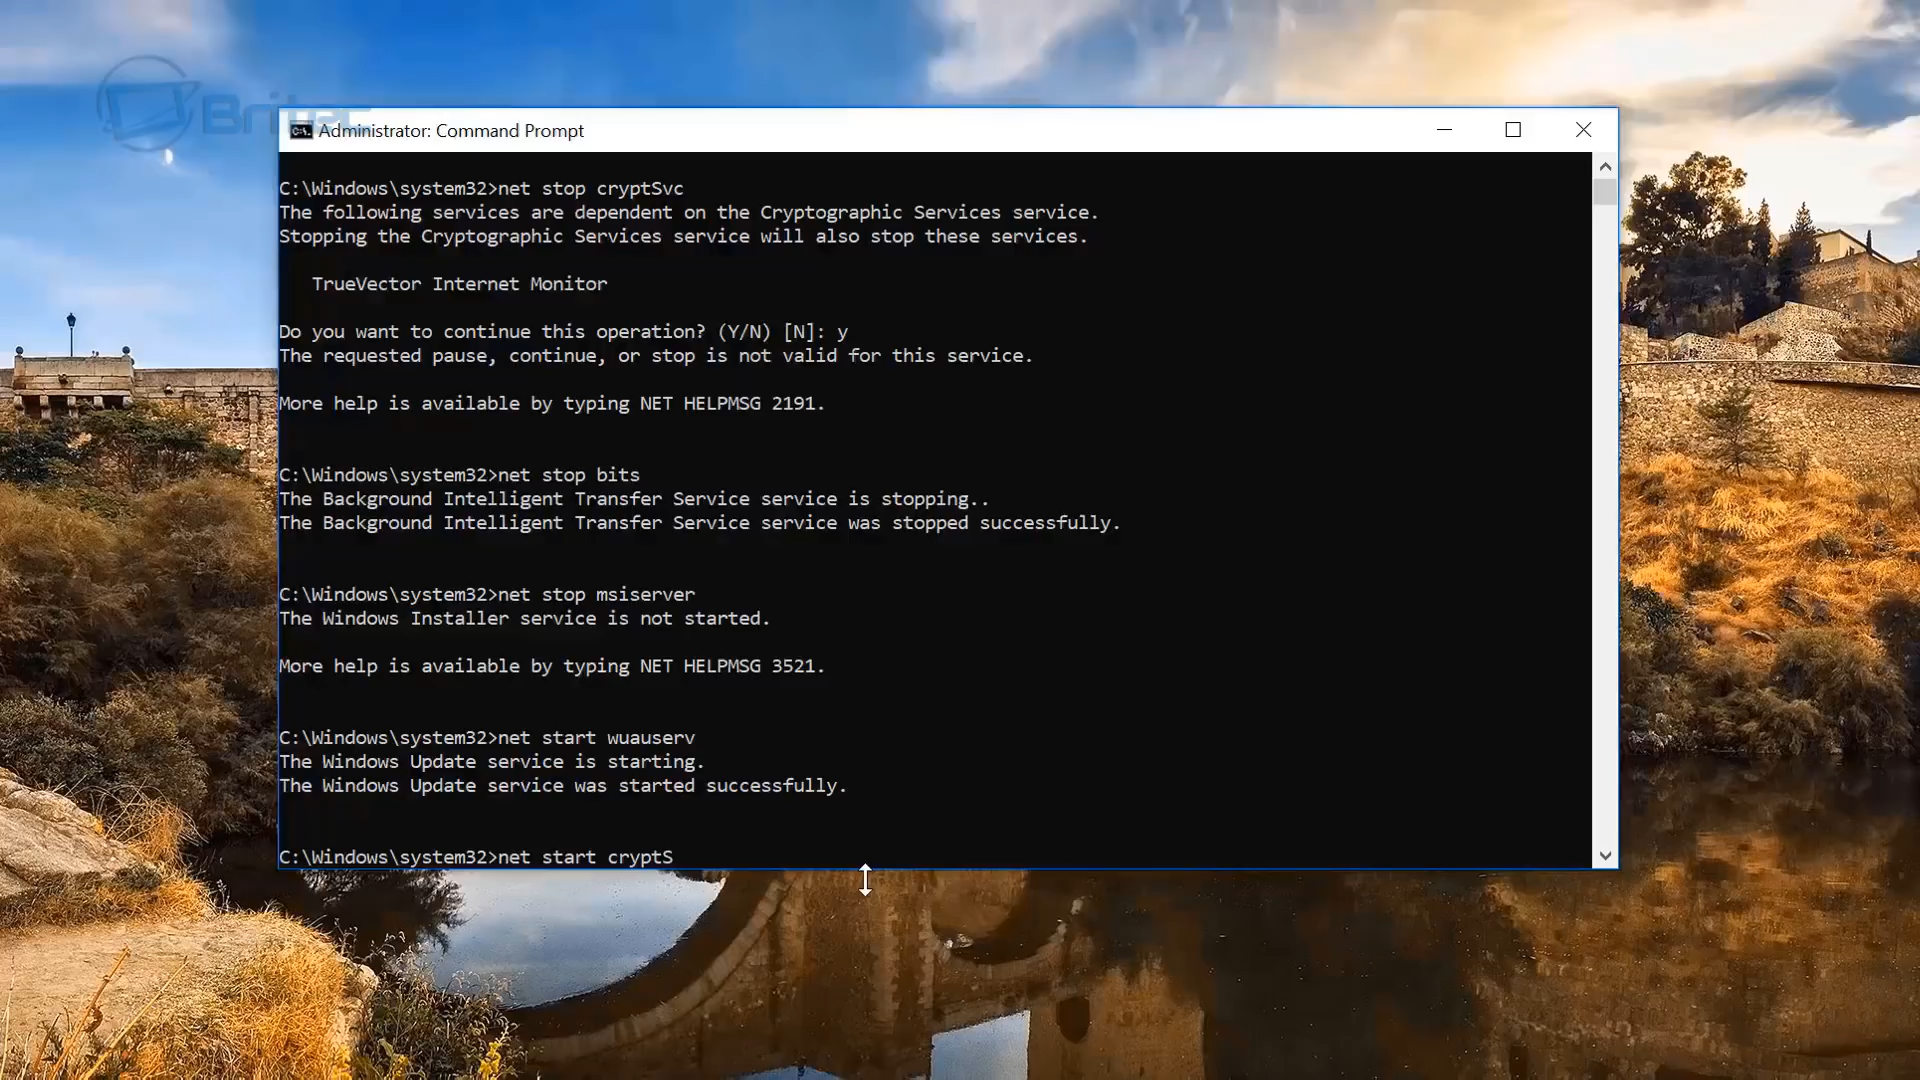 Administrator: Command Prompt
C:\Windows\system32>net stop cryptSvc
The following services are dependent on the Cryptographic Services service.
Stopping the Cryptographic Services service will also stop these services.
TrueVector Internet Monitor
Do you want to continue this operation? (Y/N) [N]: y
The requested pause, continue, or stop is not valid for this service.
More help is available by typing NET HELPMSG 2191.
C:\Windows\system32>net stop bits
The Background Intelligent Transfer Service service is stopping..
The Background Intelligent Transfer Service service was stopped successfully.
C:\Windows\system32>net stop msiserver
The Windows Installer service is not started.
More help is available by typing NET HELPMSG 3521.
C:\Windows\system32>net start wuauserv
The Windows Update service is starting.
The Windows Update service was started successfully.
C:\Windows\system32>net start cryptS